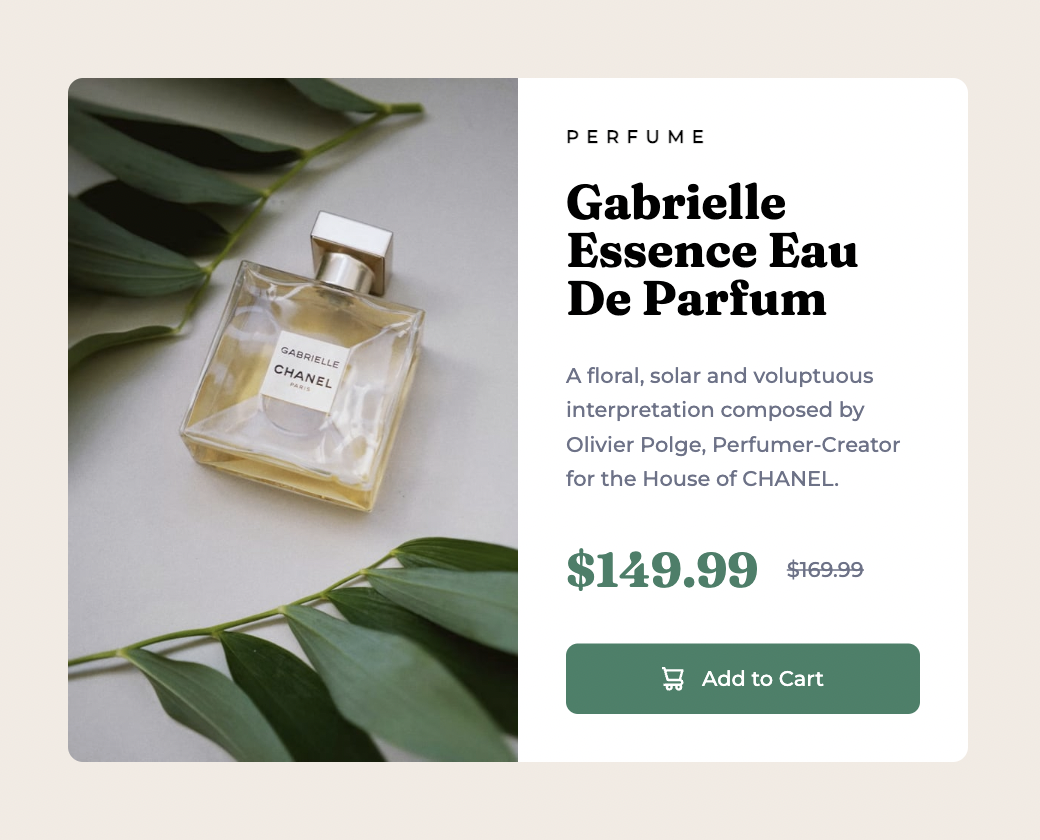 GABRIELLE
CHANEL
PARIS
PERFUME
Gabrielle
Essence Eau
De Parfum
A floral, solar and voluptuous
interpretation composed by
Olivier Polge, Perfumer-Creator
for the House of CHANEL.
$149.99 $169.99
Add to Cart